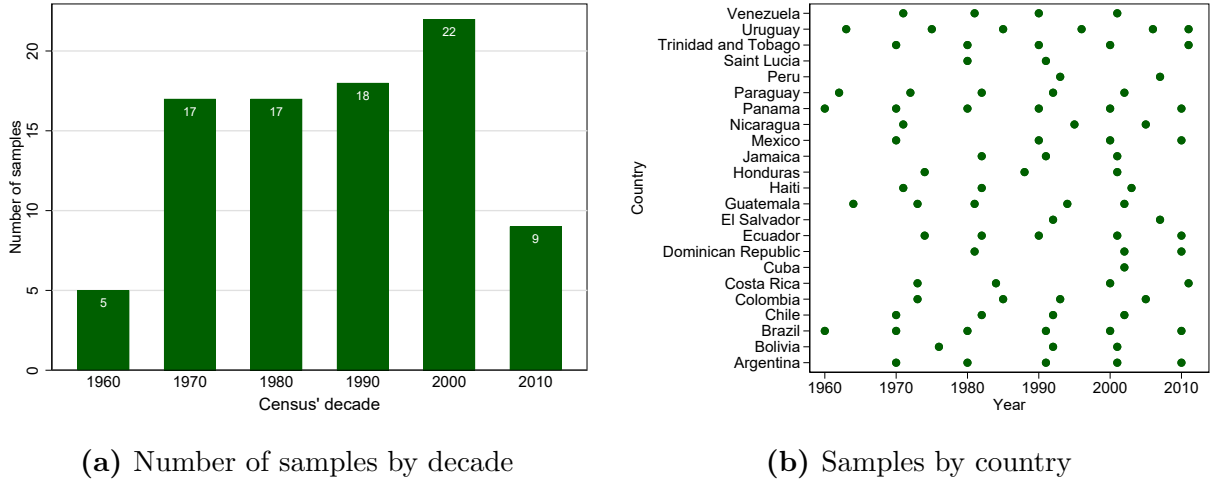 20
15
10
5
0
Number of samples
5
17
17
18
22
9
1960
1970
1980
1990
2000
2010
Census' decade
(a) Number of samples by decade
Country
Venezuela
Uruguay
Trinidad and Tobago
Saint Lucia
Peru
Paraguay
Panama
Nicaragua
Mexico
Jamaica
Honduras
Haiti
Guatemala
El Salvador
Ecuador
Dominican Republic
Cuba
Costa Rica
Colombia
Chile
Brazil
Bolivia
Argentina
1960
1970
1980
1990
2000
2010
Year
(b) Samples by country